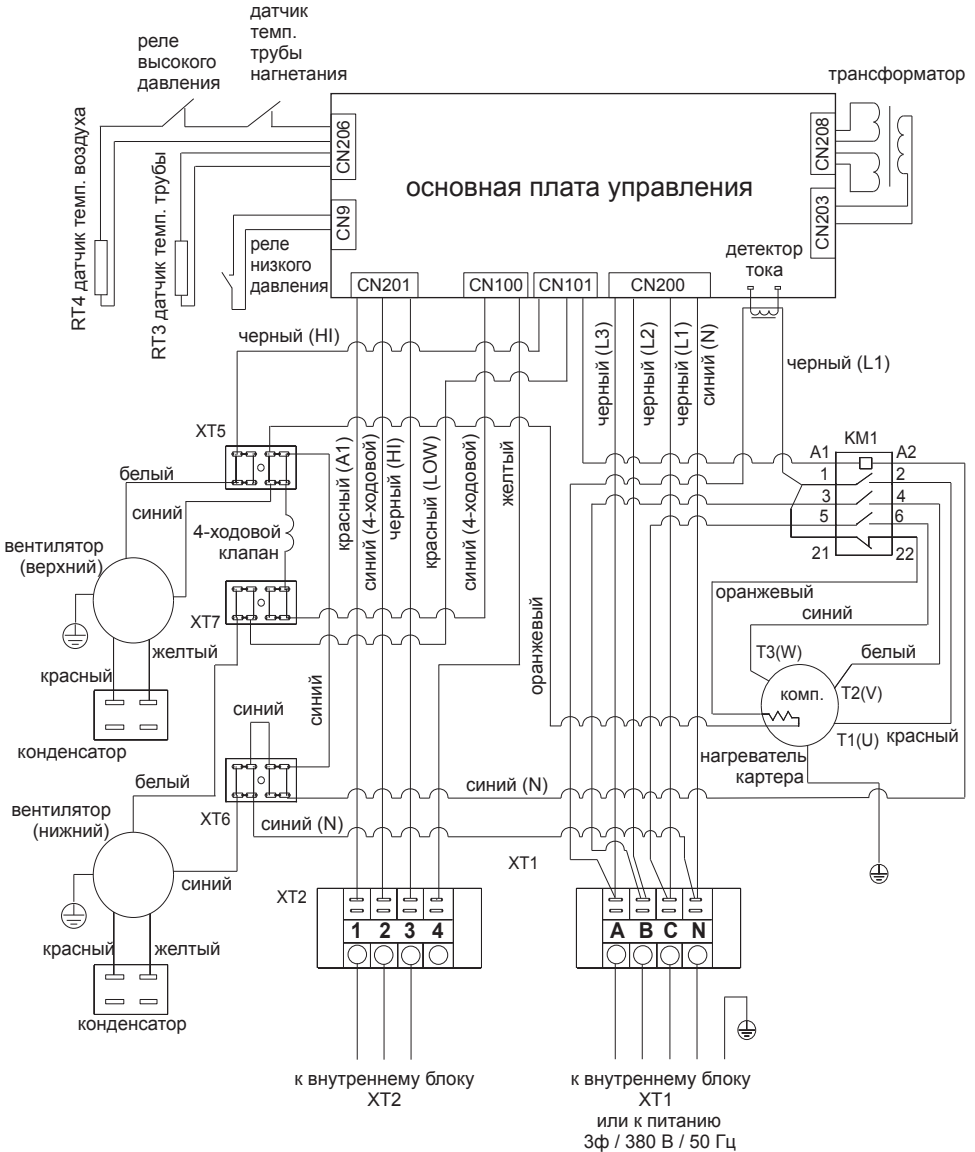 датчик
темп.
трубы
нагнетания
реле
высокого
давления
трансформатор
CN206
CN208
RT4 датчик темп. воздуха
RT3 датчик темп. трубы
основная плата управления
CN9
CN203
реле
низкого
давления
детектор
тока
CN201
CN100
CN101
CN200
черный (HI)
черный (L3)
черный (L2)
черный (L1)
синий (N)
черный (L1)
XT5
KM1
A1
A2
1
2
3
4
5
6
21
22
белый
синий
4-ходовой
клапан
вентилятор
(верхний)
красный (A1)
синий (4-ходовой)
черный (HI)
красный (LOW)
синий (4-ходовой)
желтый
оранжевый
синий
XT7
желтый
красный
конденсатор
оранжевый
синий
T3(W)
белый
комп.
T2(V)
T1(U)
красный
нагреватель
картера
синий
белый
синий (N)
вентилятор
(нижний)
XT6
синий (N)
XT1
синий
XT2
1 2 3 4
A B C N
красный
желтый
конденсатор
к внутреннему блоку
XT2
к внутреннему блоку
XT1
или к питанию
3ф / 380 В / 50 Гц